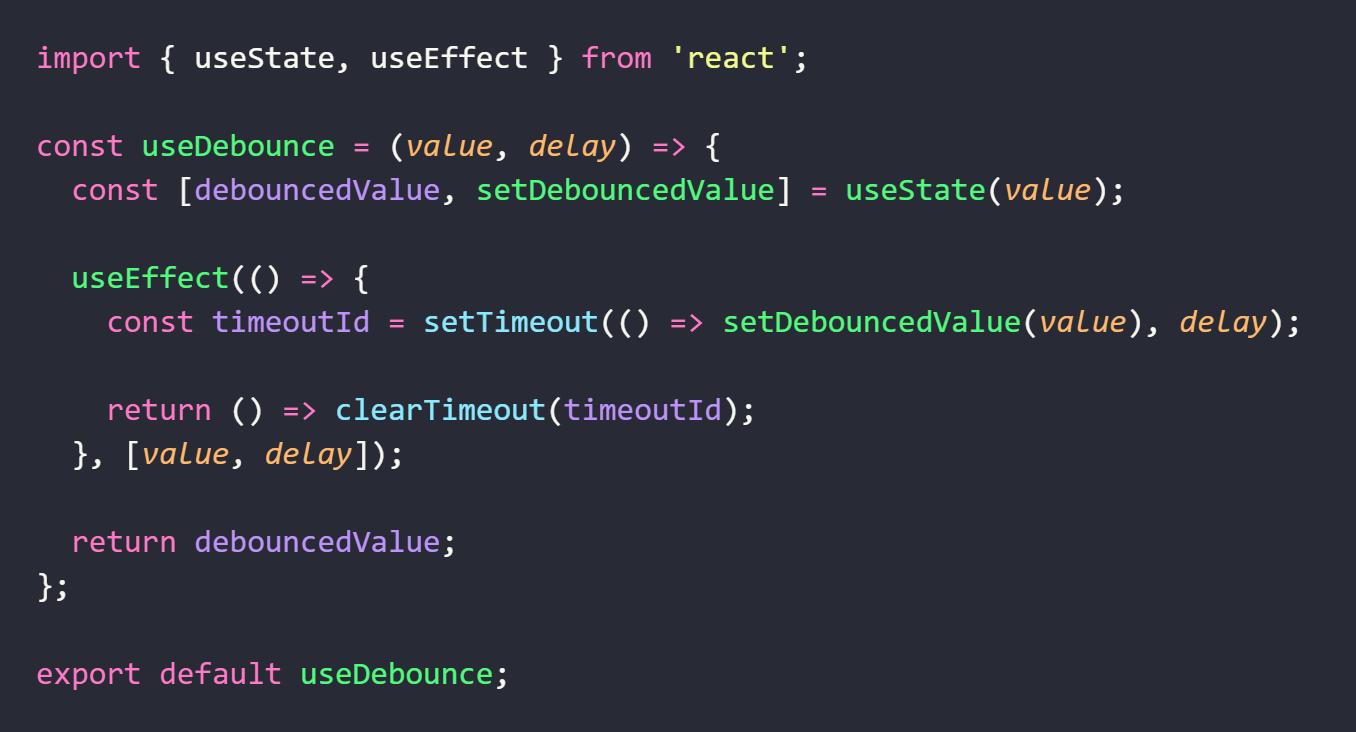 import { useState, useEffect } from 'react';
const useDebounce = (value, delay) => {
  const [debouncedValue, setDebouncedValue] = useState(value);
  useEffect(() => {
    const timeoutId = setTimeout(() => setDebouncedValue(value), delay);
    return () => clearTimeout(timeoutId);
  }, [value, delay]);
  return debouncedValue;
};
export default useDebounce;